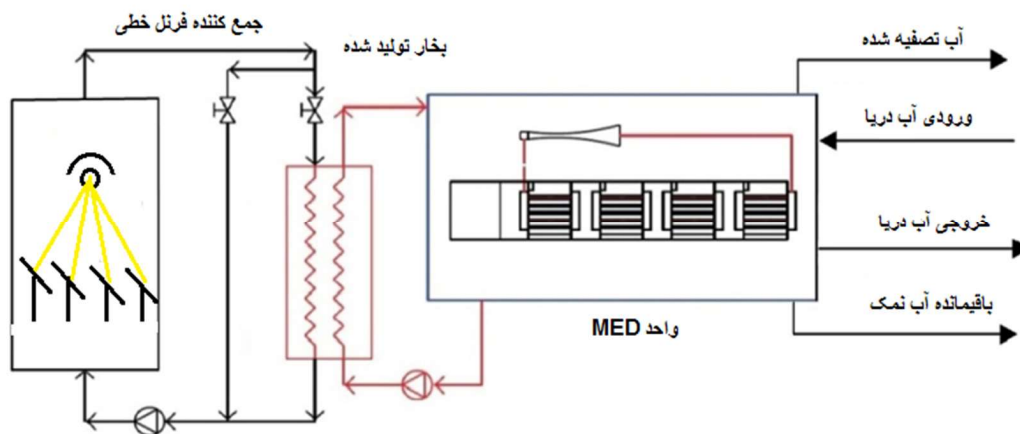 جمع کننده فرنل خطی
بخار تولید شده
آب تصفیه شده
ورودی آب دریا
خروجی آب دریا
باقیمانده آب نمک
واحد MED